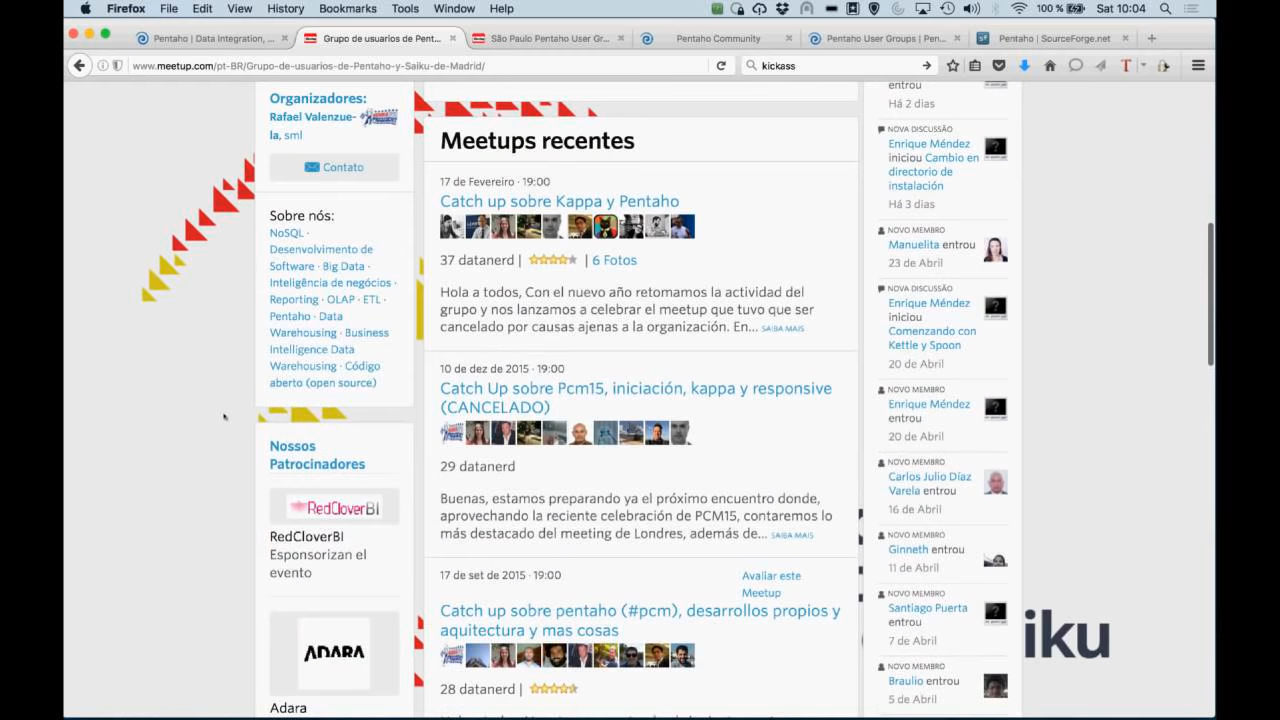 Firefox File Edit View History Bookmarks Tools Window Help 100 % Sat 10:04
Pentaho | Data Integration, ...
Grupo de usuarios de Pent...
São Paulo Pentaho User Gr...
Pentaho Community
Pentaho User Groups | Pen...
Pentaho | SourceForge.net
www.meetup.com/pt-BR/Grupo-de-usuarios-de-Pentaho-y-Saiku-de-Madrid/
kickass
Organizadores:
Rafael Valenzue-
la, sml
Contato
Sobre nós:
NoSQL ·
Desenvolvimento de
Software · Big Data ·
Inteligência de negócios ·
Reporting · OLAP · ETL ·
Pentaho · Data
Warehousing · Business
Intelligence Data
Warehousing · Código
aberto (open source)
Nossos
Patrocinadores
RedCloverBI
RedCloverBI
Esponsorizan el
evento
ADARA
Adara
Meetups recentes
17 de Fevereiro · 19:00
Catch up sobre Kappa y Pentaho
37 datanerd | | 6 Fotos
Hola a todos, Con el nuevo año retomamos la actividad del
grupo y nos lanzamos a celebrar el meetup que tuvo que ser
cancelado por causas ajenas a la organización. En... SAIBA MAIS
10 de dez de 2015 · 19:00
Catch Up sobre Pcm15, iniciación, kappa y responsive
(CANCELADO)
29 datanerd
Buenas, estamos preparando ya el próximo encuentro donde,
aprovechando la reciente celebración de PCM15, contaremos lo
más destacado del meeting de Londres, además de... SAIBA MAIS
17 de set de 2015 · 19:00
Avaliar este
Meetup
Catch up sobre pentaho (#pcm), desarrollos propios y
aquitectura y mas cosas
28 datanerd |
Há 2 dias
NOVA DISCUSSÃO
Enrique Méndez
iniciou Cambio en
directorio de
instalación
Há 3 dias
NOVO MEMBRO
Manuelita entrou
23 de Abril
NOVA DISCUSSÃO
Enrique Méndez
iniciou
Comenzando con
Kettle y Spoon
20 de Abril
NOVO MEMBRO
Enrique Méndez
entrou
20 de Abril
NOVO MEMBRO
Carlos Julio Díaz
Varela entrou
16 de Abril
NOVO MEMBRO
Ginneth entrou
11 de Abril
NOVO MEMBRO
Santiago Puerta
entrou
7 de Abril
NOVO MEMBRO
Braulio entrou
5 de Abril
iku